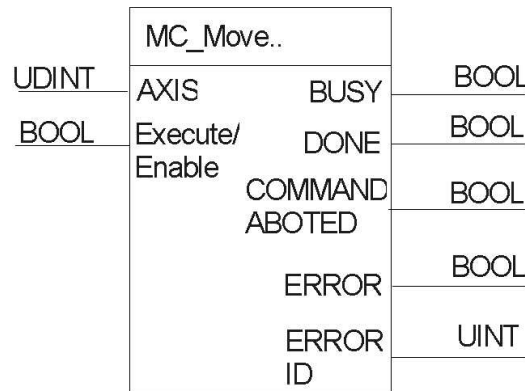 MC_Move..
UDINT AXIS BUSY BOOL
BOOL Execute/ DONE BOOL
Enable
COMMAND BOOL
ABOTED
ERROR BOOL
ERROR UINT
ID